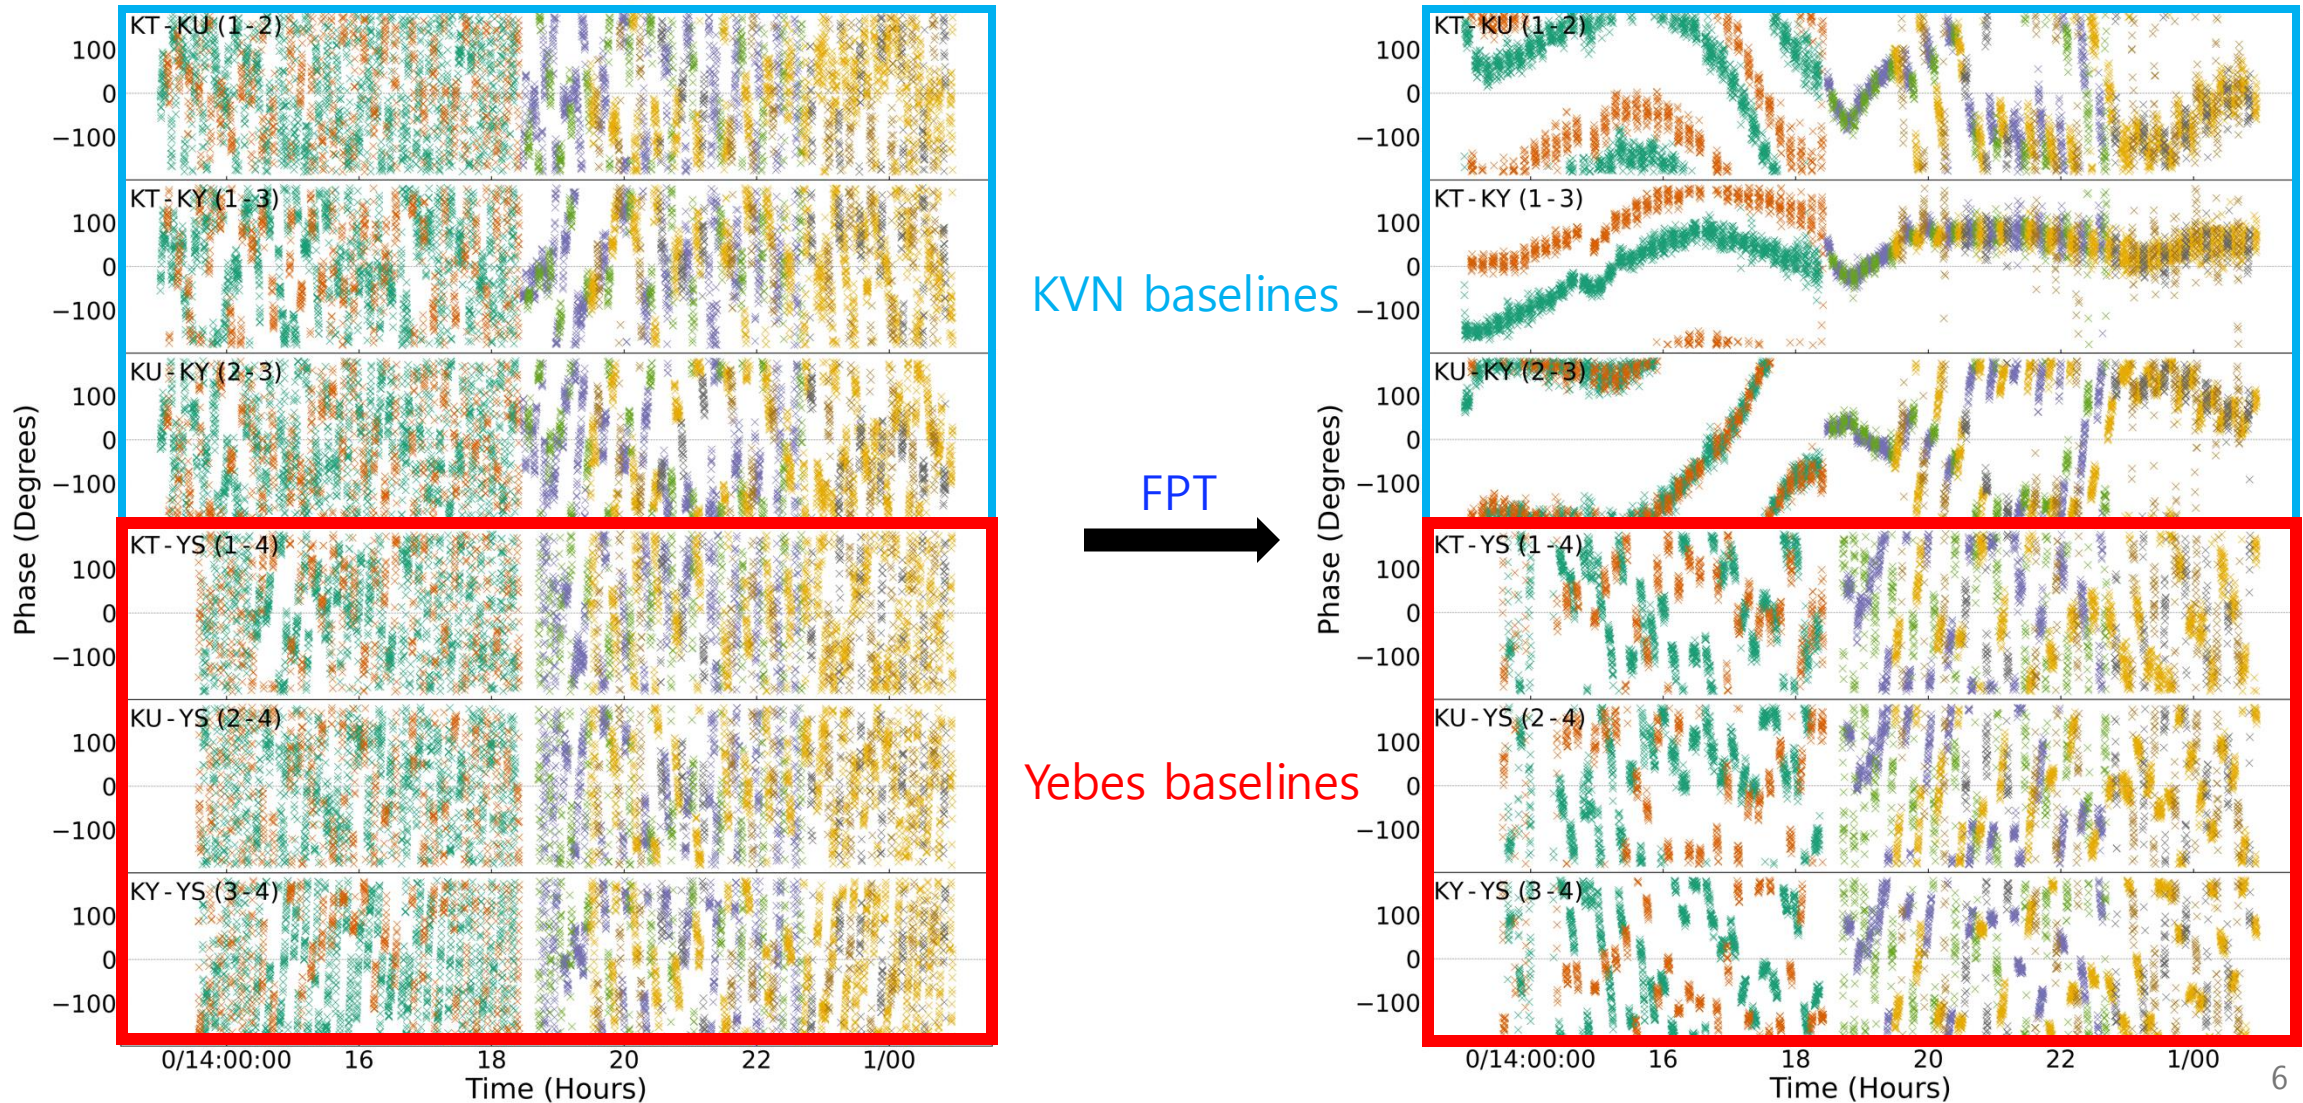 KT-KU (1-2)
100
0
−100
KT-KY (1-3)
100
0
−100
KU-KY (2-3)
100
0
−100
KT-YS (1-4)
100
0
−100
KU-YS (2-4)
100
0
−100
KY-YS (3-4)
100
0
−100
Phase (Degrees)
0/14:00:00 16 18 20 22 1/00
Time (Hours)
KVN baselines
FPT
Yebes baselines
KT-KU (1-2)
100
0
−100
KT-KY (1-3)
100
0
−100
KU-KY (2-3)
100
0
−100
KT-YS (1-4)
100
0
−100
KU-YS (2-4)
100
0
−100
KY-YS (3-4)
100
0
−100
Phase (Degrees)
0/14:00:00 16 18 20 22 1/00
Time (Hours)
6